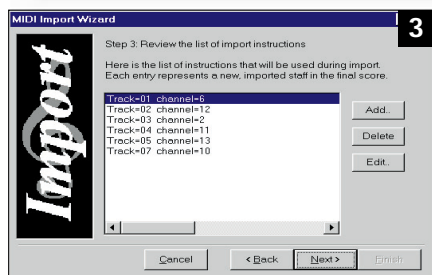 MIDI Import Wizard
3
Import
Step 3: Review the list of import instructions
Here is the list of instructions that will be used during import.
Each entry represents a new, imported staff in the final score.
Track=01 channel=6
Track=02 channel=12
Track=03 channel=2
Track=04 channel=11
Track=05 channel=13
Track=07 channel=10
Add..
Delete
Edit..
Cancel
< Back
Next >
Finish